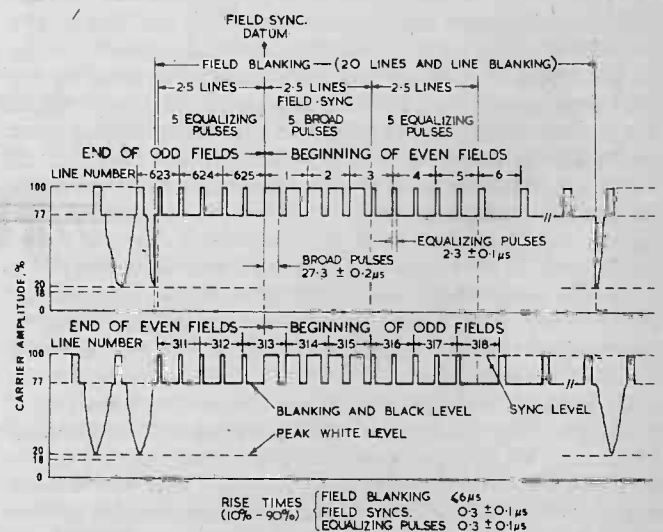 FIELD SYNC.
DATUM
FIELD BLANKING (20 LINES AND LINE BLANKING)
2·5 LINES 2·5 LINES 2·5 LINES
FIELD SYNC
5 EQUALIZING PULSES 5 BROAD PULSES 5 EQUALIZING PULSES
END OF ODD FIELDS BEGINNING OF EVEN FIELDS
LINE NUMBER 623 624 625 1 2 3 4 5 6
100
77
EQUALIZING PULSES
2·3 ±0·1µs
BROAD PULSES
27·3 ± 0·2µs
20
18
0
CARRIER AMPLITUDE, %
END OF EVEN FIELDS BEGINNING OF ODD FIELDS
LINE NUMBER 311 312 313 314 315 316 317 318
100
77
BLANKING AND BLACK LEVEL
SYNC LEVEL
PEAK WHITE LEVEL
20
18
0
RISE TIMES
(10% – 90%)
FIELD BLANKING ⩽6µs
FIELD SYNCS. 0·3 ±0·1µs
EQUALIZING PULSES 0·3 ±0·1µs